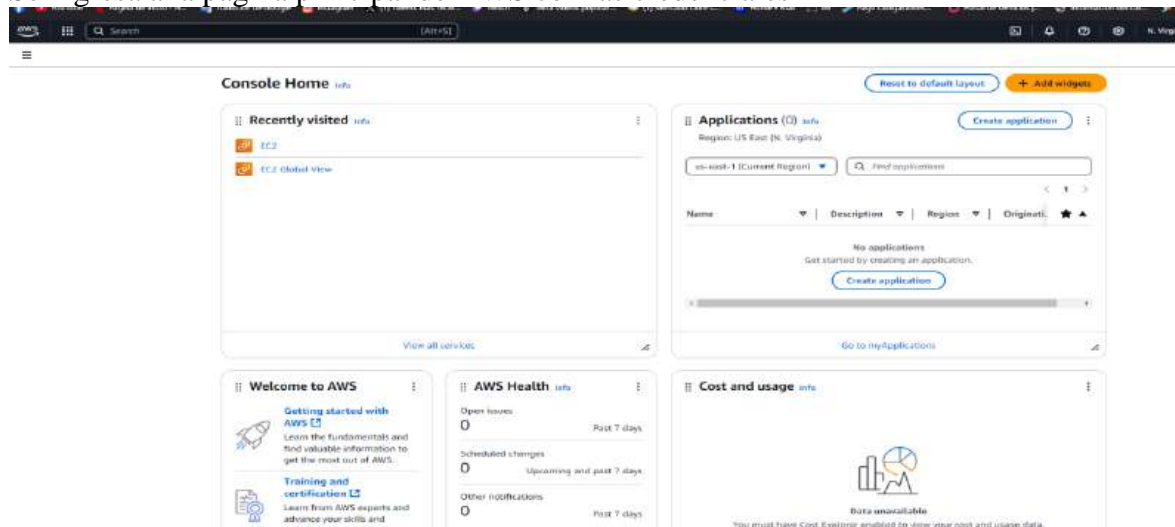 aws
Search
[Alt+S]
N. Virg
Console Home Info
Reset to default layout
+ Add widgets
Recently visited Info
EC2
EC2 Global View
View all services
Applications (0) Info
Create application
Region: US East (N. Virginia)
us-east-1 (Current Region)
Find applications
1
Name
Description
Region
Originati.
No applications
Get started by creating an application.
Create application
Go to myApplications
Welcome to AWS
Getting started with
AWS
Learn the fundamentals and
find valuable information to
get the most out of AWS.
Training and
certification
Learn from AWS experts and
advance your skills and
AWS Health Info
Open issues
0
Past 7 days
Scheduled changes
0
Upcoming and past 7 days
Other notifications
0
Past 7 days
Cost and usage Info
Data unavailable
You must have Cost Explorer enabled to view your cost and usage data.